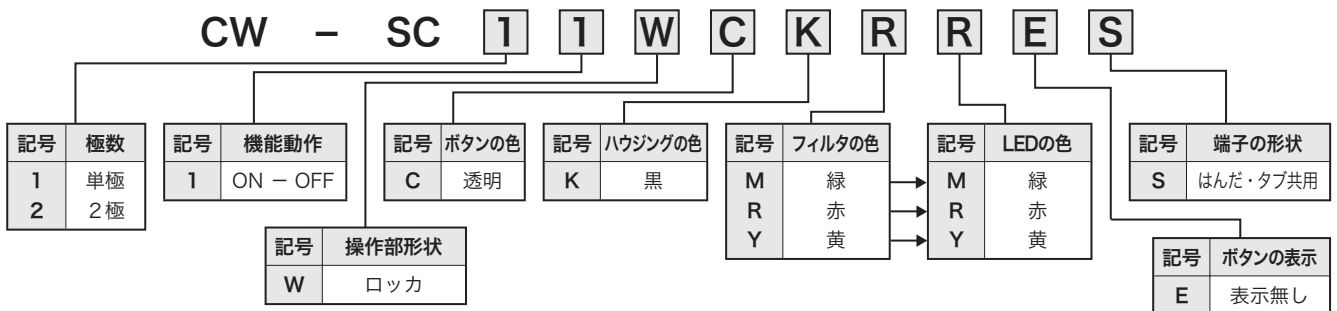 CW － SC 1 1 W C K R R E S
記号 極数
1 単極
2 2極
記号 機能動作
1 ON － OFF
記号 操作部形状
W ロッカ
記号 ボタンの色
C 透明
記号 ハウジングの色
K 黒
記号 フィルタの色
M 緑
R 赤
Y 黄
記号 LEDの色
M 緑
R 赤
Y 黄
記号 端子の形状
S はんだ・タブ共用
記号 ボタンの表示
E 表示無し